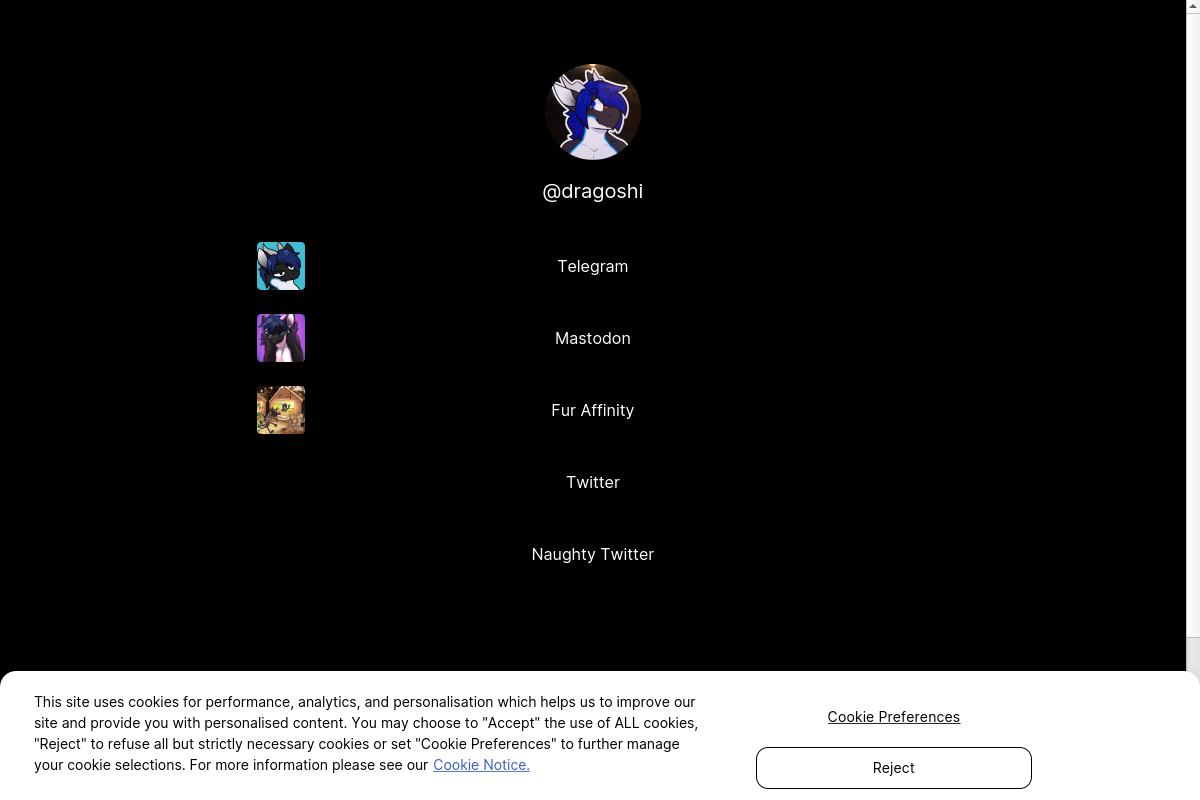 @dragoshi
Telegram
Mastodon
Fur Affinity
Twitter
Naughty Twitter
This site uses cookies for performance, analytics, and personalisation which helps us to improve our
site and provide you with personalised content. You may choose to "Accept" the use of ALL cookies,
"Reject" to refuse all but strictly necessary cookies or set "Cookie Preferences" to further manage
your cookie selections. For more information please see our Cookie Notice.
Cookie Preferences
Reject